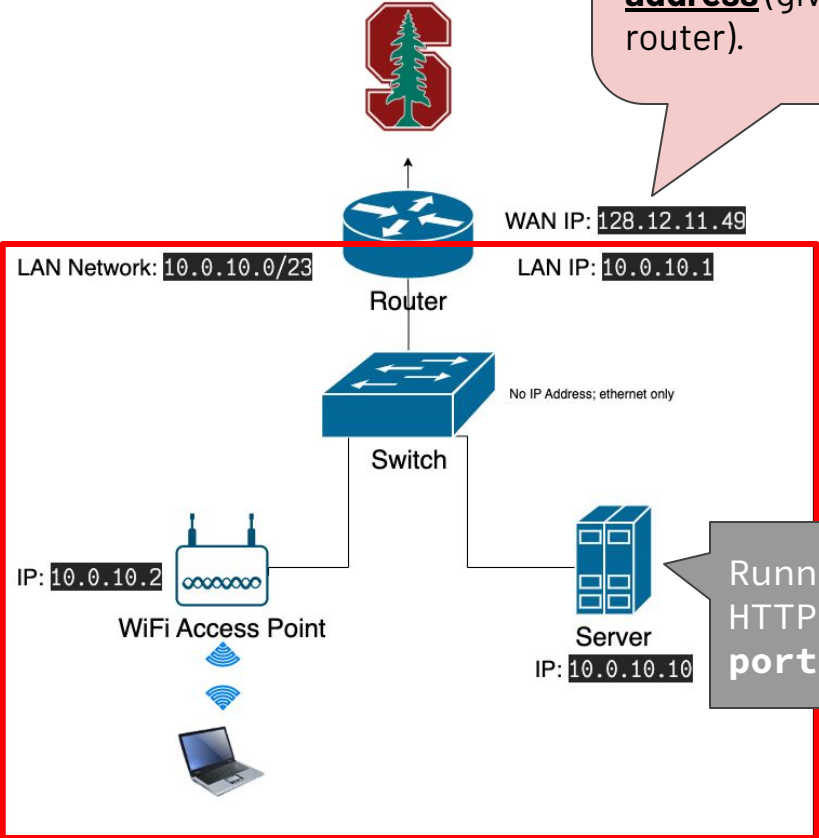 address (giv
router).
S
WAN IP: 128.12.11.49
LAN Network: 10.0.10.0/23
LAN IP: 10.0.10.1
Router
No IP Address; ethernet only
Switch
IP: 10.0.10.2
WiFi Access Point
Runn
HTTP
port
Server
IP: 10.0.10.10